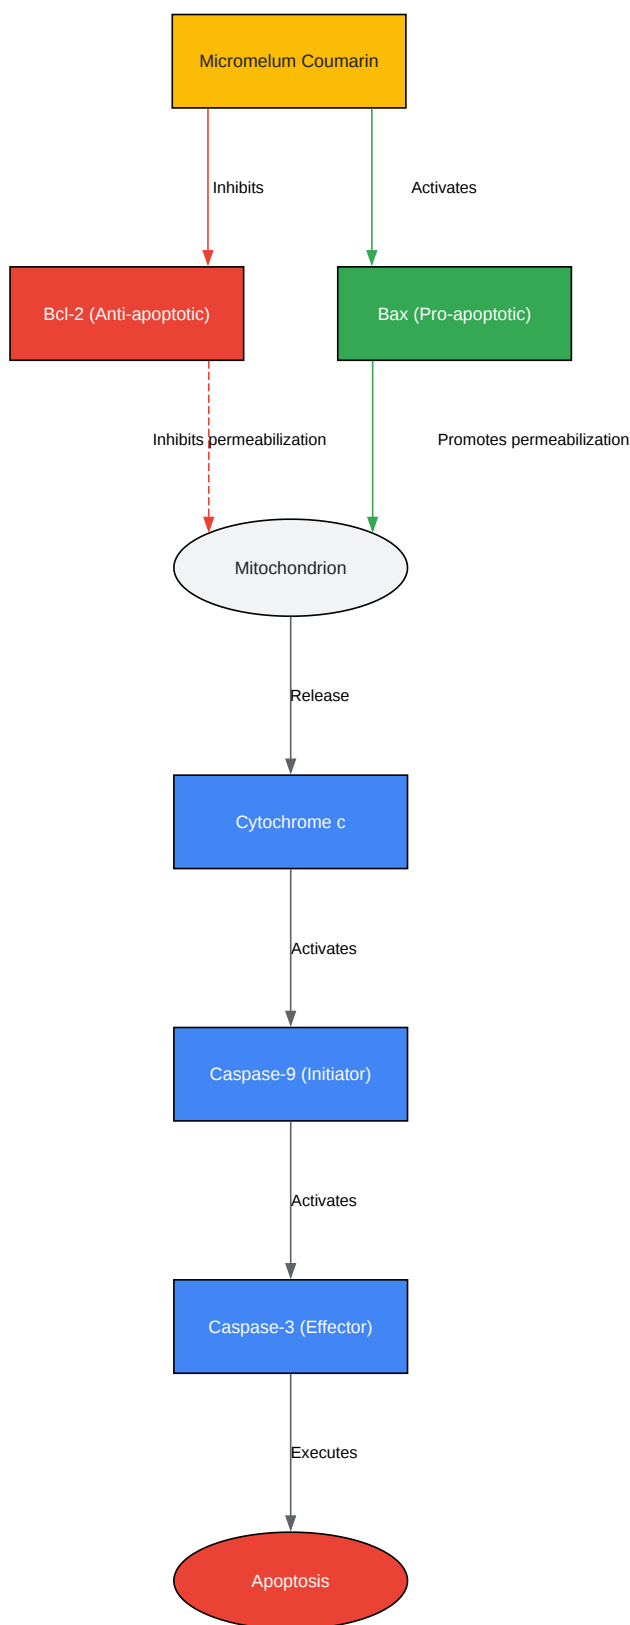 Micromelum Coumarin
Inhibits
Activates
Bcl-2 (Anti-apoptotic)
Bax (Pro-apoptotic)
Inhibits permeabilization
Promotes permeabilization
Mitochondrion
Release
Cytochrome c
Activates
Caspase-9 (Initiator)
Activates
Caspase-3 (Effector)
Executes
Apoptosis